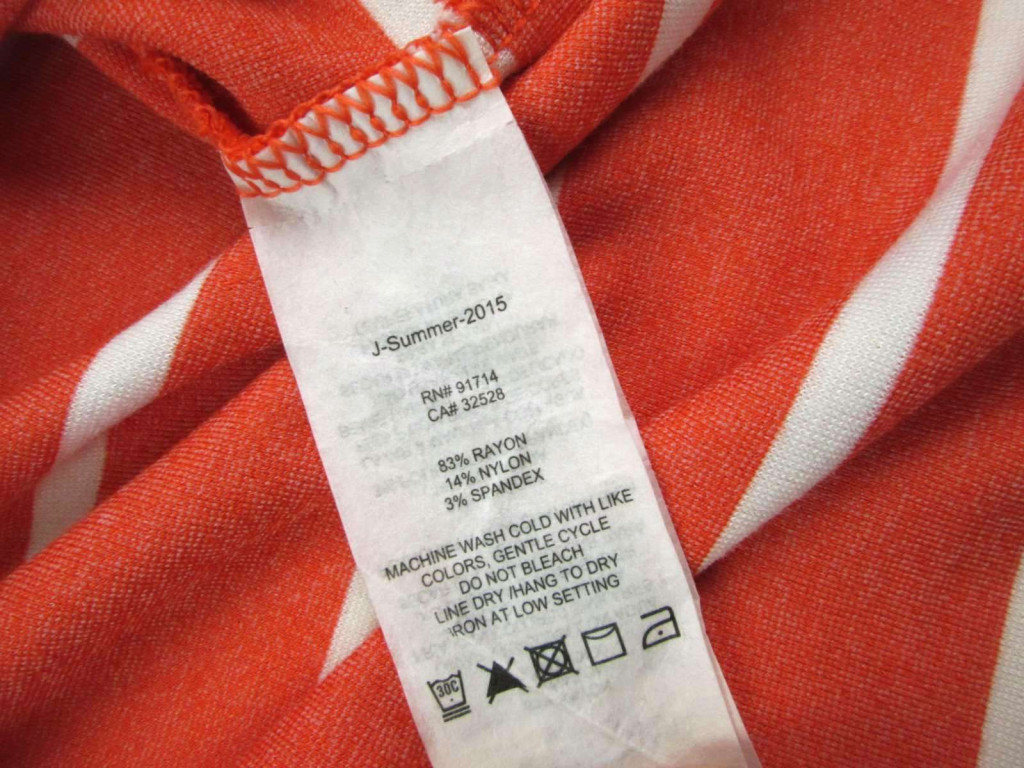 J-Summer-2015
RN# 91714
CA# 32528
83% RAYON
14% NYLON
3% SPANDEX
MACHINE WASH COLD WITH LIKE
COLORS, GENTLE CYCLE
DO NOT BLEACH
LINE DRY /HANG TO DRY
IRON AT LOW SETTING
30C